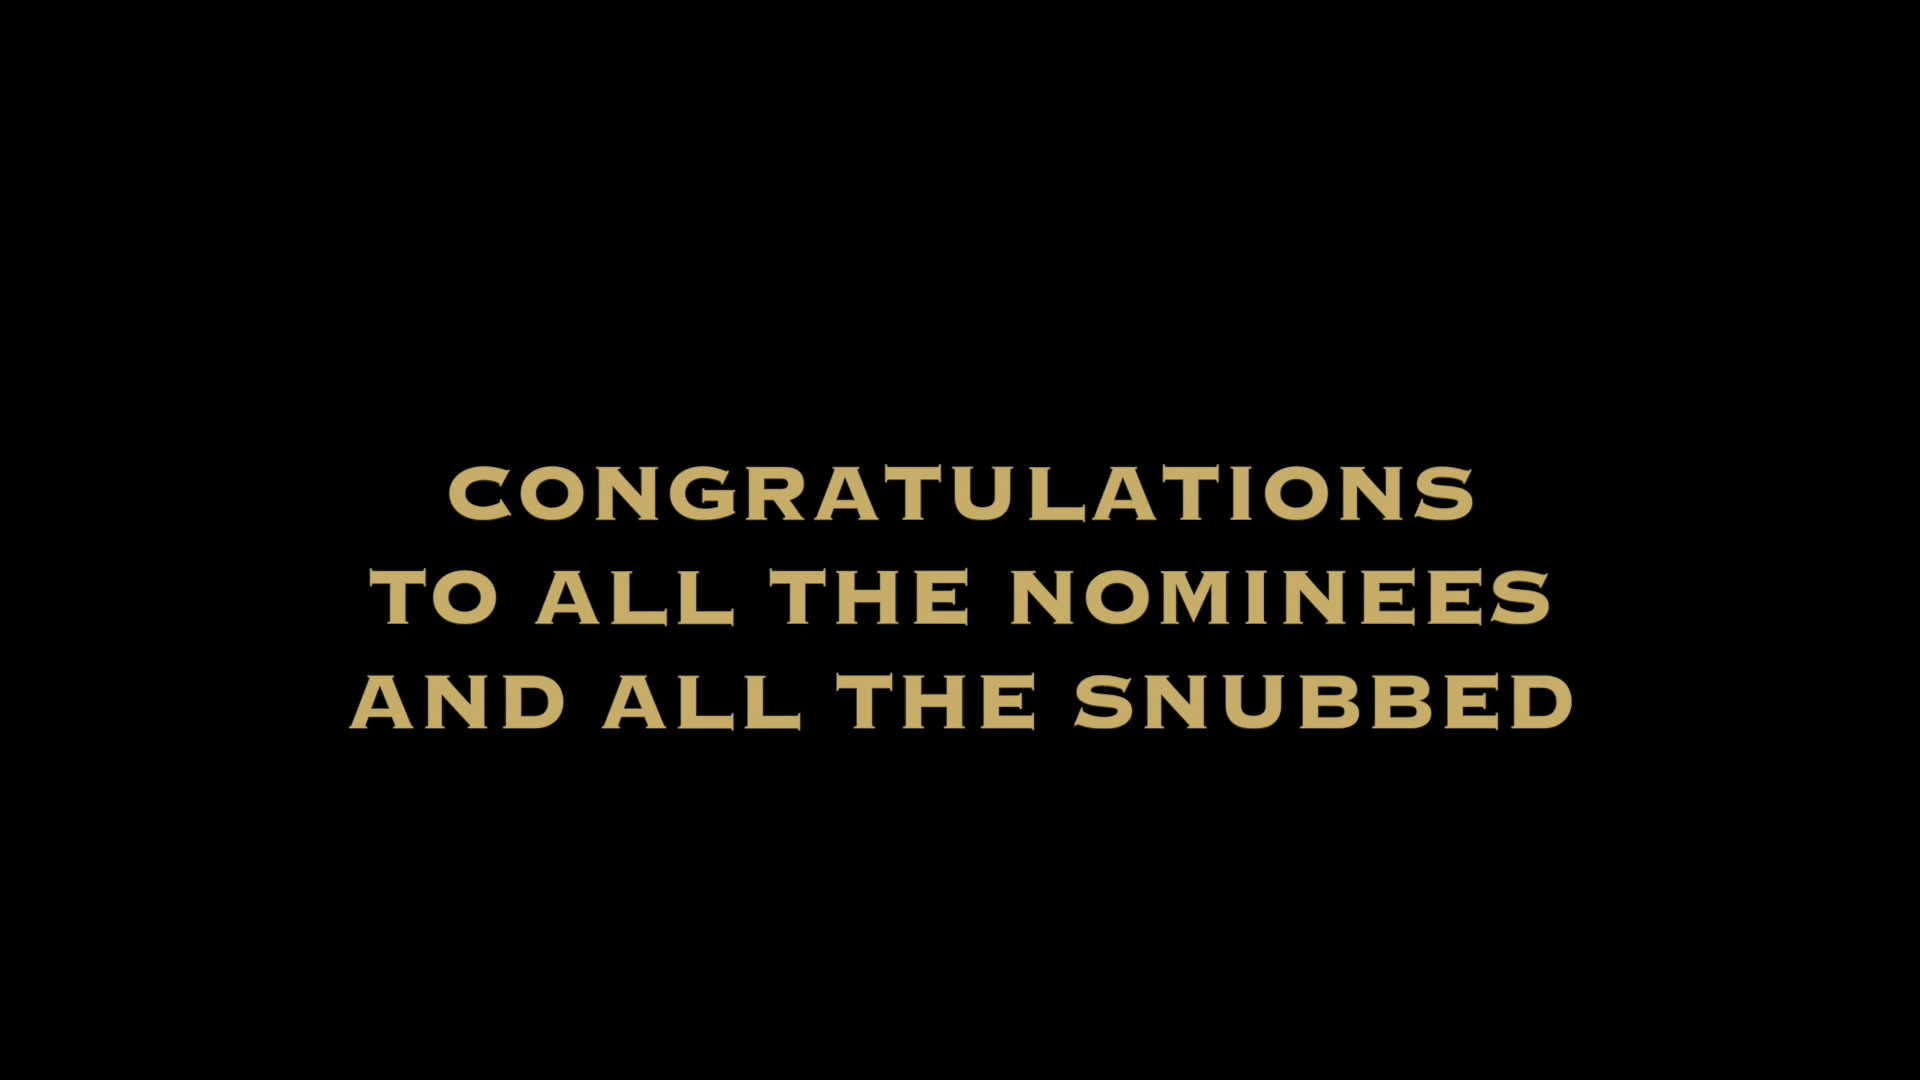 CONGRATULATIONS
TO ALL THE NOMINEES
AND ALL THE SNUBBED